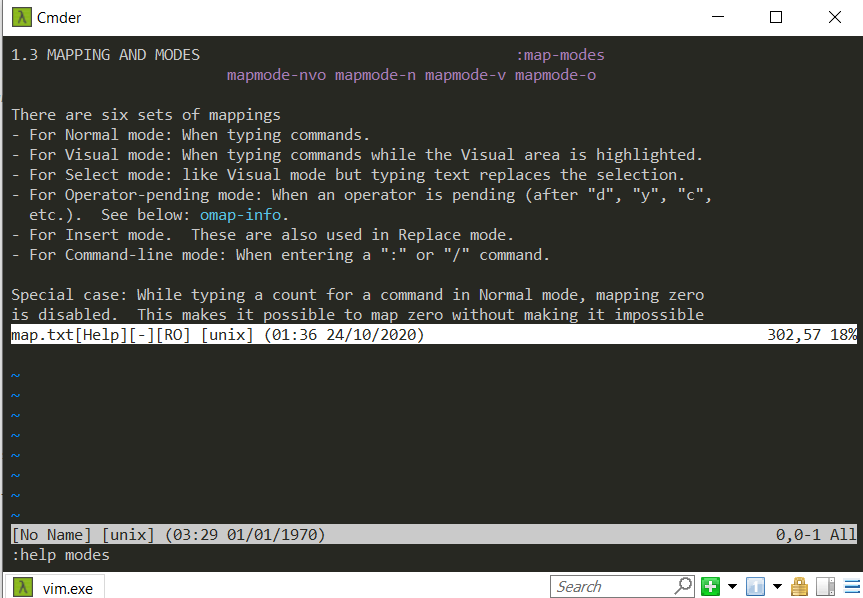 λ Cmder
1.3 MAPPING AND MODES :map-modes
mapmode-nvo mapmode-n mapmode-v mapmode-o
There are six sets of mappings
- For Normal mode: When typing commands.
- For Visual mode: When typing commands while the Visual area is highlighted.
- For Select mode: like Visual mode but typing text replaces the selection.
- For Operator-pending mode: When an operator is pending (after "d", "y", "c",
etc.).  See below: omap-info.
- For Insert mode.  These are also used in Replace mode.
- For Command-line mode: When entering a ":" or "/" command.
Special case: While typing a count for a command in Normal mode, mapping zero
is disabled.  This makes it possible to map zero without making it impossible
map.txt[Help][-][RO] [unix] (01:36 24/10/2020) 302,57 18%
~
~
~
~
~
~
~
~
[No Name] [unix] (03:29 01/01/1970) 0,0-1 All
:help modes
λ vim.exe Search